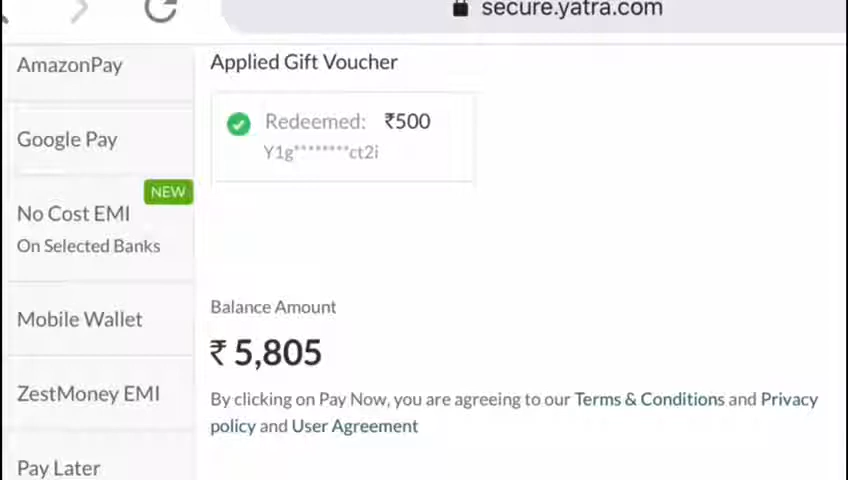 secure.yatra.com
AmazonPay
Google Pay
NEW
No Cost EMI
On Selected Banks
Mobile Wallet
ZestMoney EMI
Pay Later
Applied Gift Voucher
Redeemed: ₹500
Y1g********ct2i
Balance Amount
₹ 5,805
By clicking on Pay Now, you are agreeing to our Terms & Conditions and Privacy
policy and User Agreement